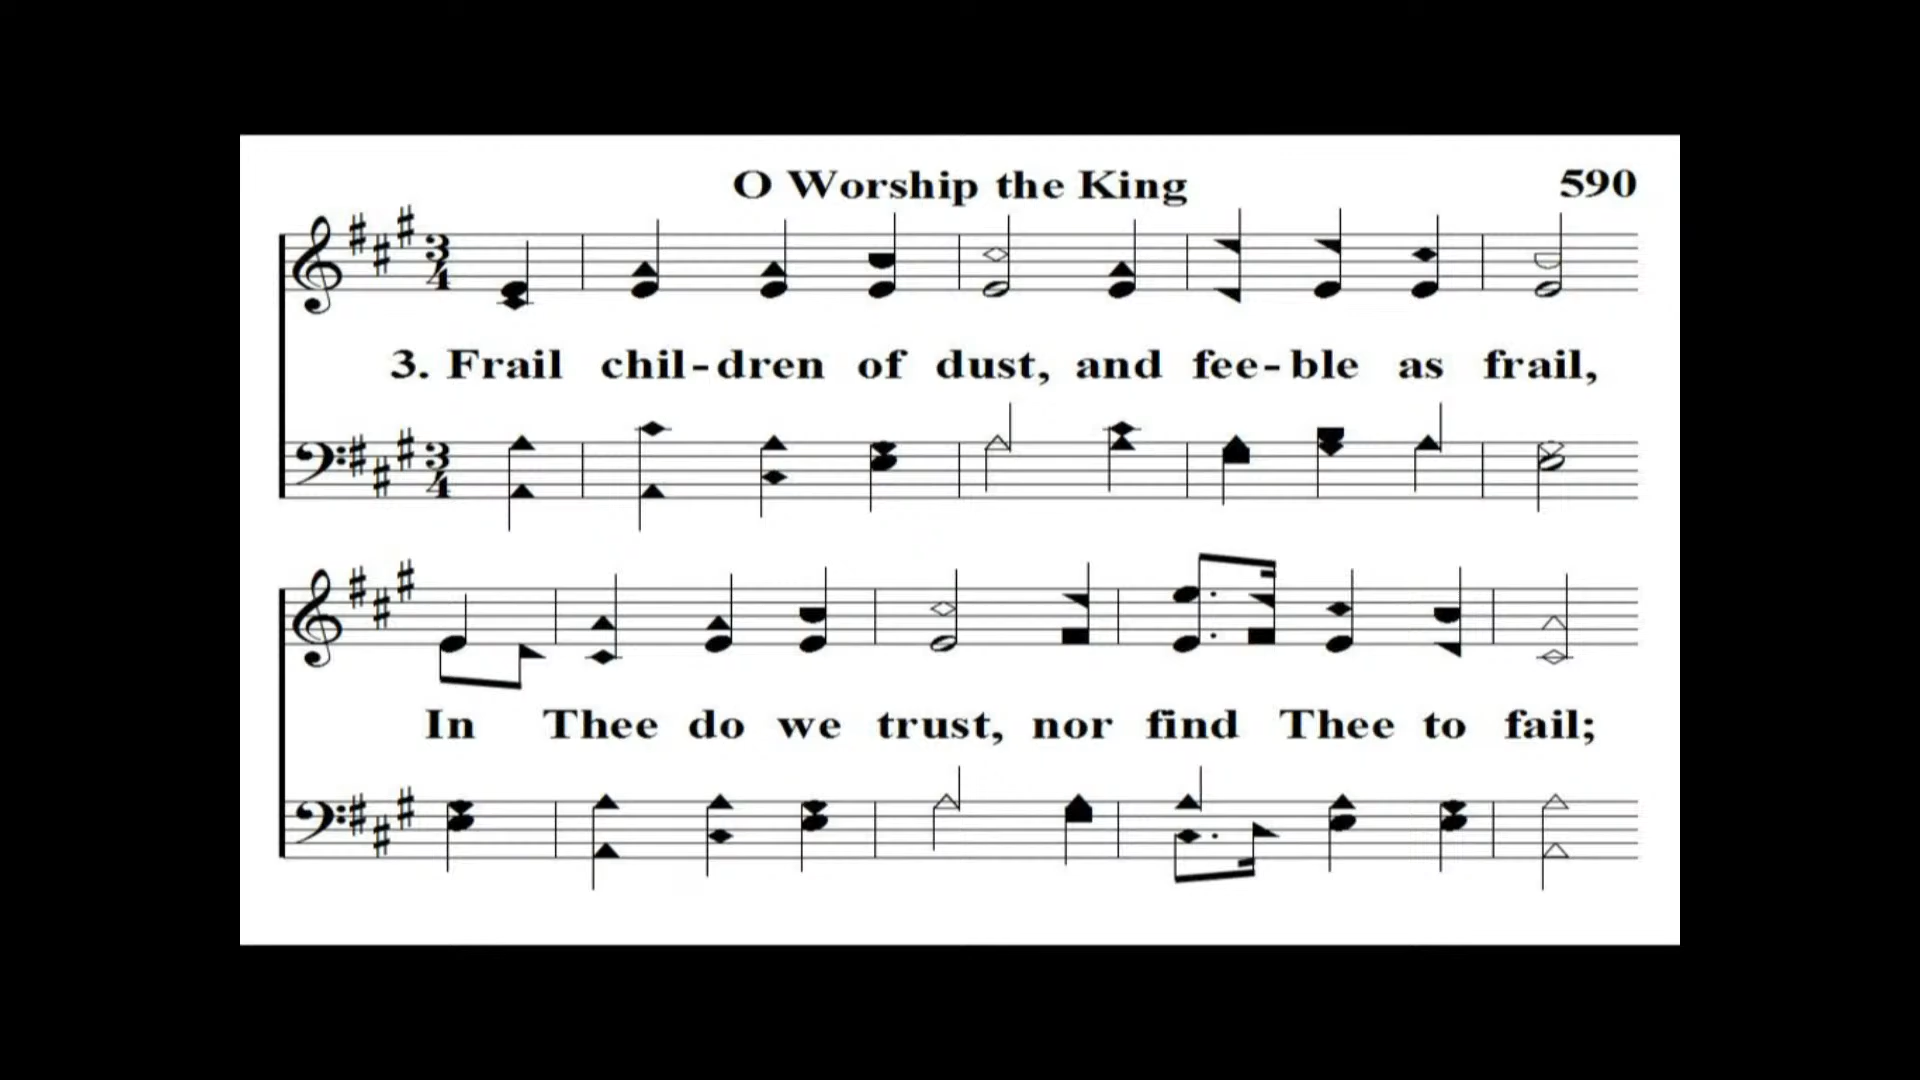 O Worship the King 590
3. Frail chil-dren of dust, and fee-ble as frail,
In Thee do we trust, nor find Thee to fail;